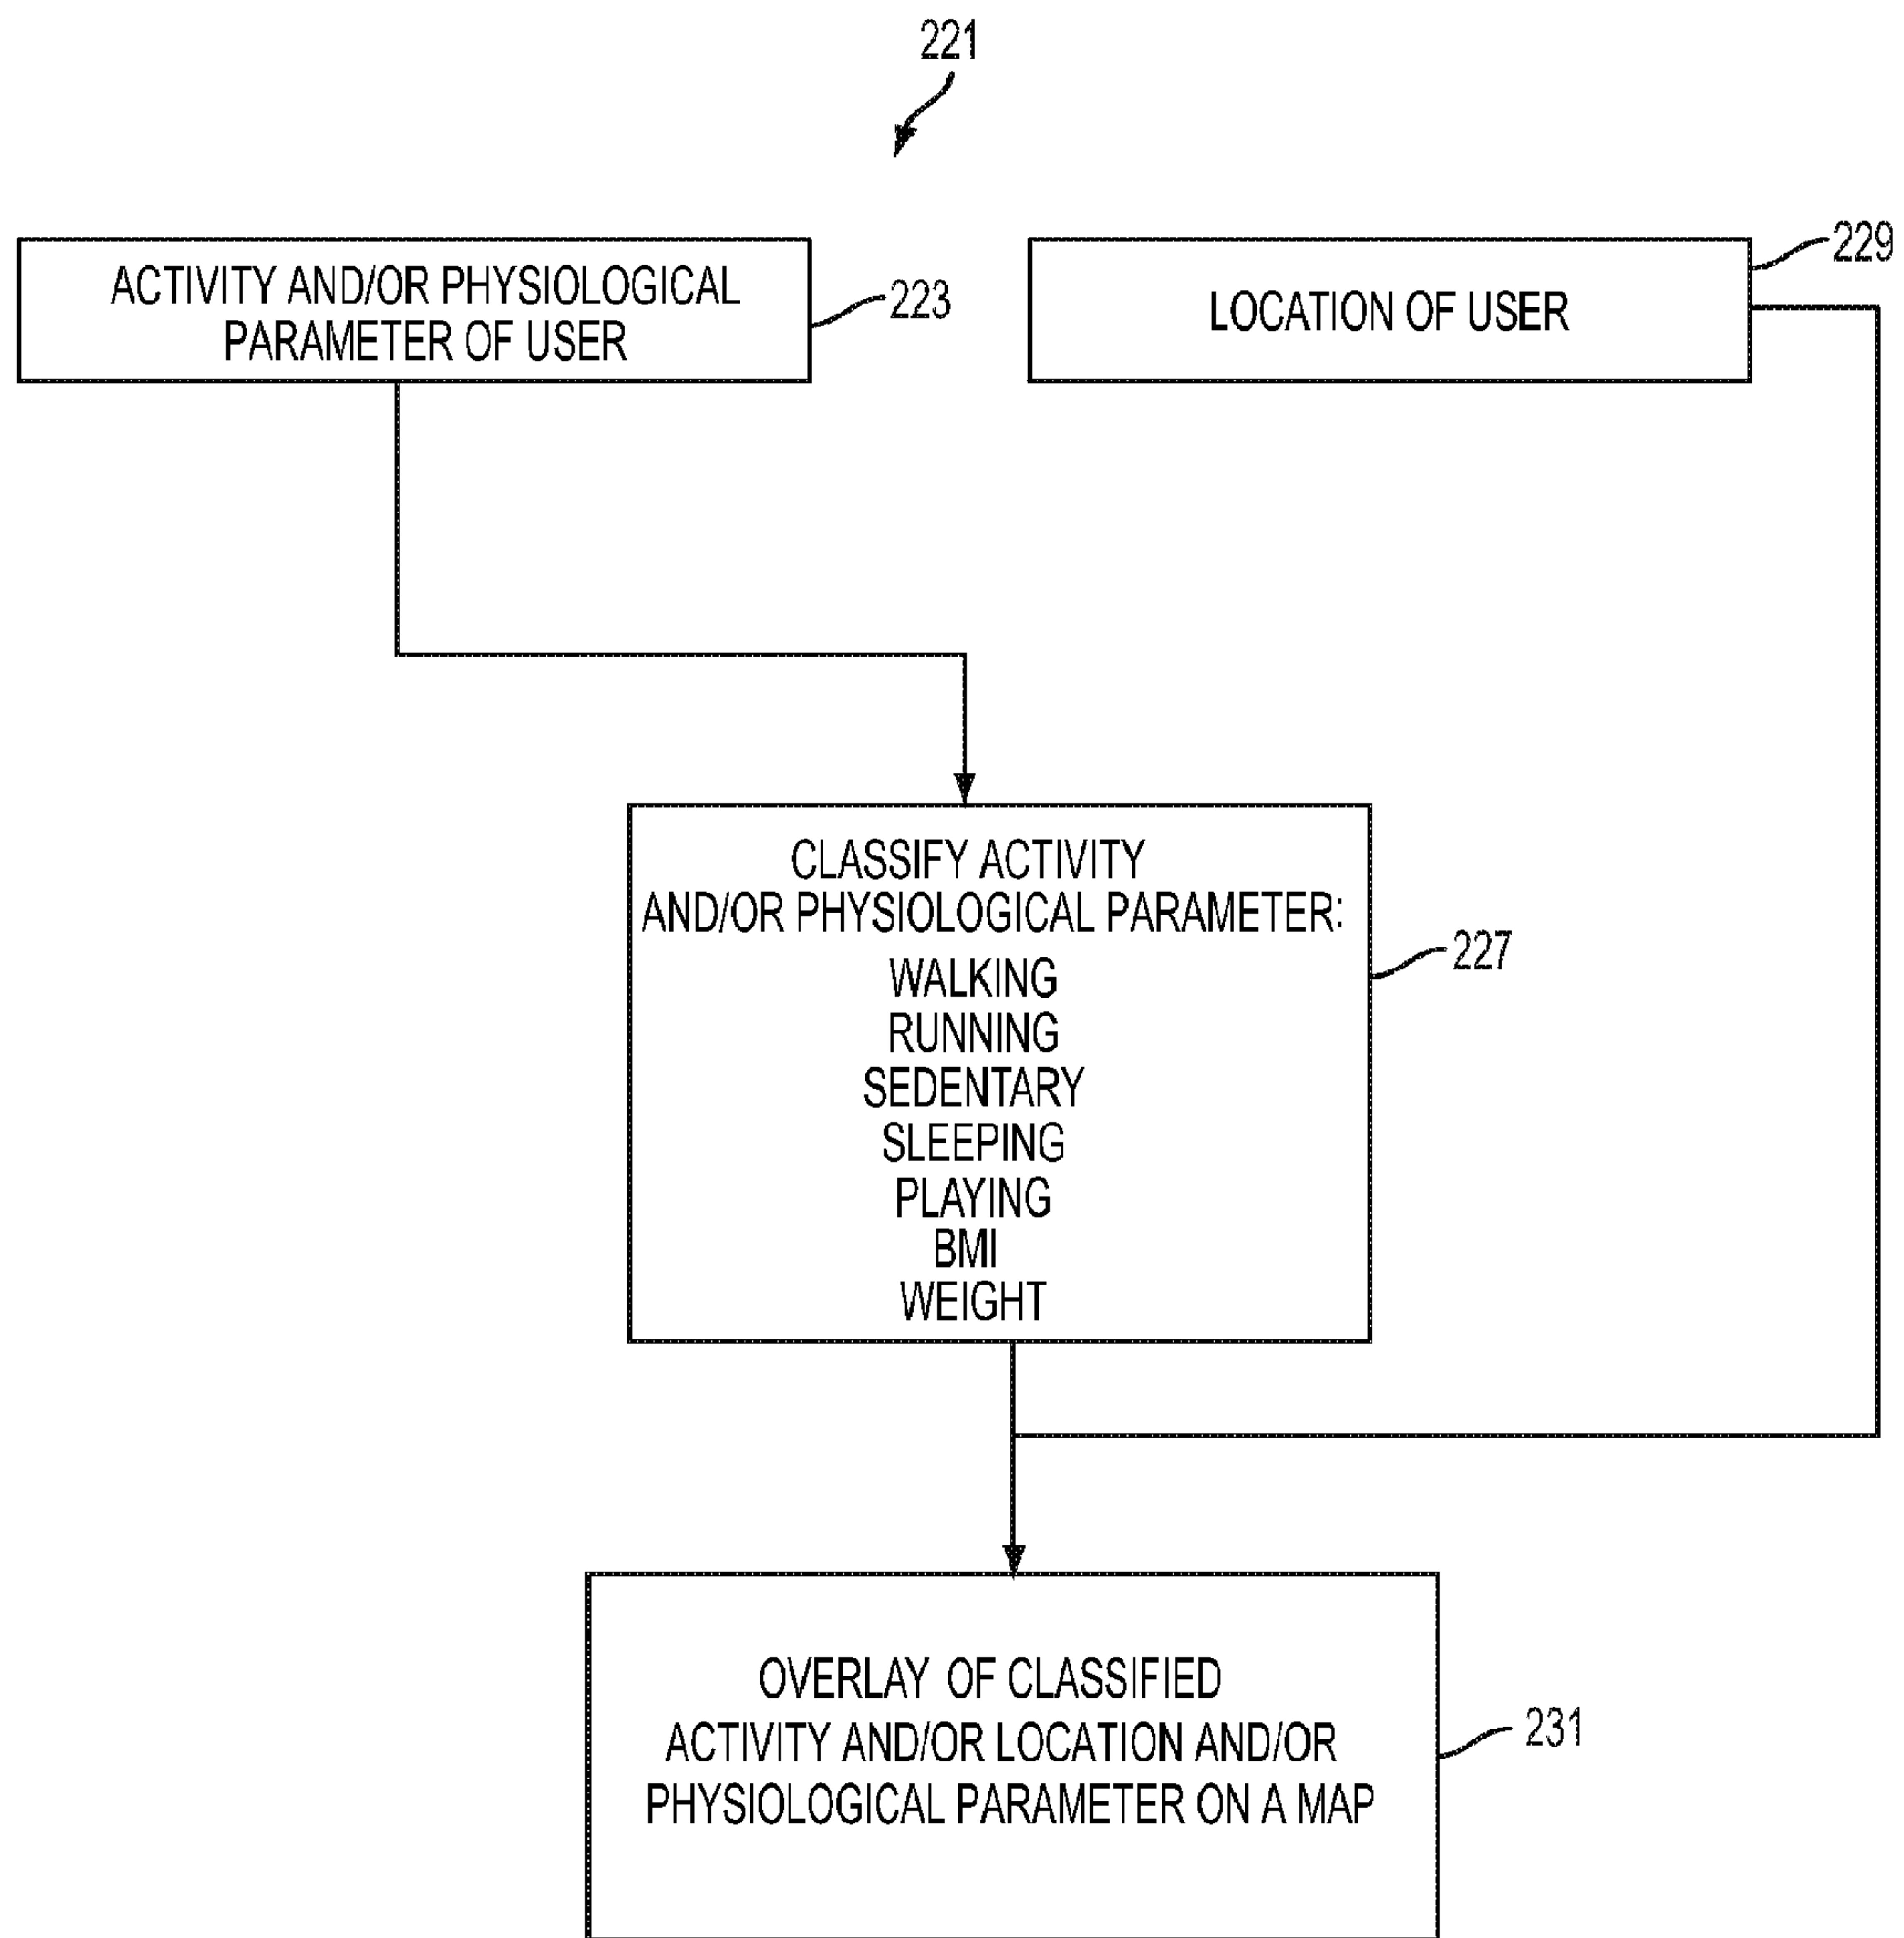 221
ACTIVITY AND/OR PHYSIOLOGICAL
PARAMETER OF USER
223
LOCATION OF USER
229
CLASSIFY ACTIVITY
AND/OR PHYSIOLOGICAL PARAMETER:
WALKING
RUNNING
SEDENTARY
SLEEPING
PLAYING
BMI
WEIGHT
227
OVERLAY OF CLASSIFIED
ACTIVITY AND/OR LOCATION AND/OR
PHYSIOLOGICAL PARAMETER ON A MAP
231